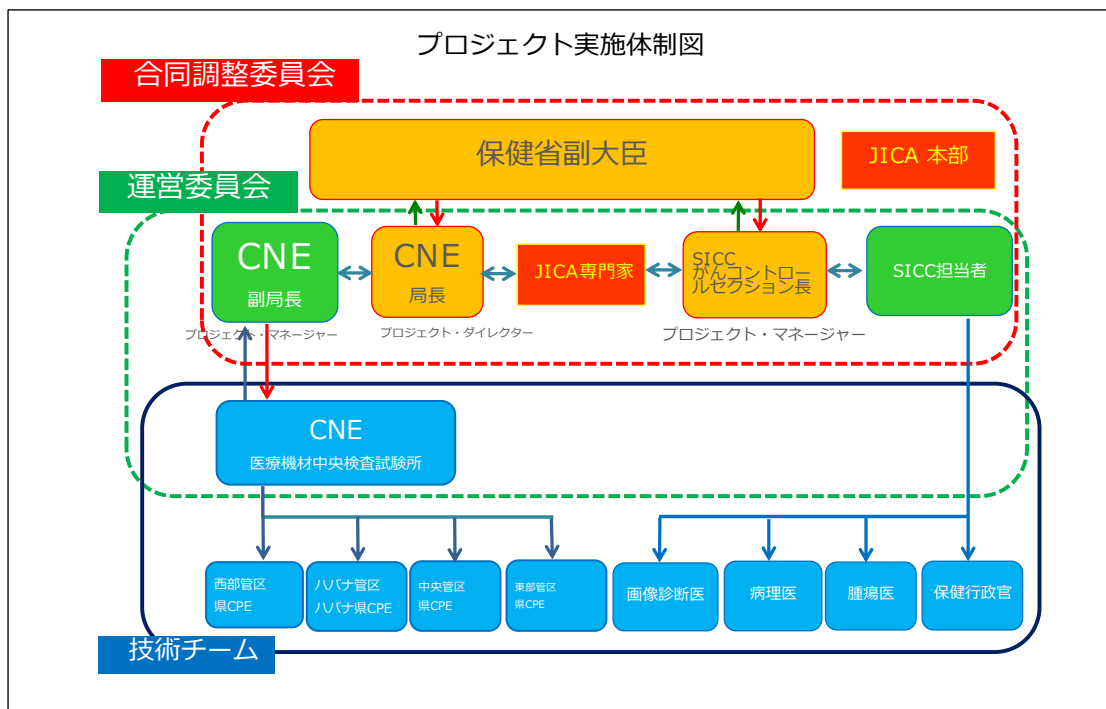 プロジェクト実施体制図
合同調整委員会
保健省副大臣
JICA 本部
運営委員会
CNE
副局長
プロジェクト・マネージャー
CNE
局長
プロジェクト・ダイレクター
JICA専門家
SICC
がんコントロー
ルセクション長
プロジェクト・マネージャー
SICC担当者
CNE
医療機材中央検査試験所
西部管区
県CPE
ハバナ管区
ハバナ県CPE
中央管区
県CPE
東部管区
県CPE
画像診断医
病理医
腫瘍医
保健行政官
技術チーム